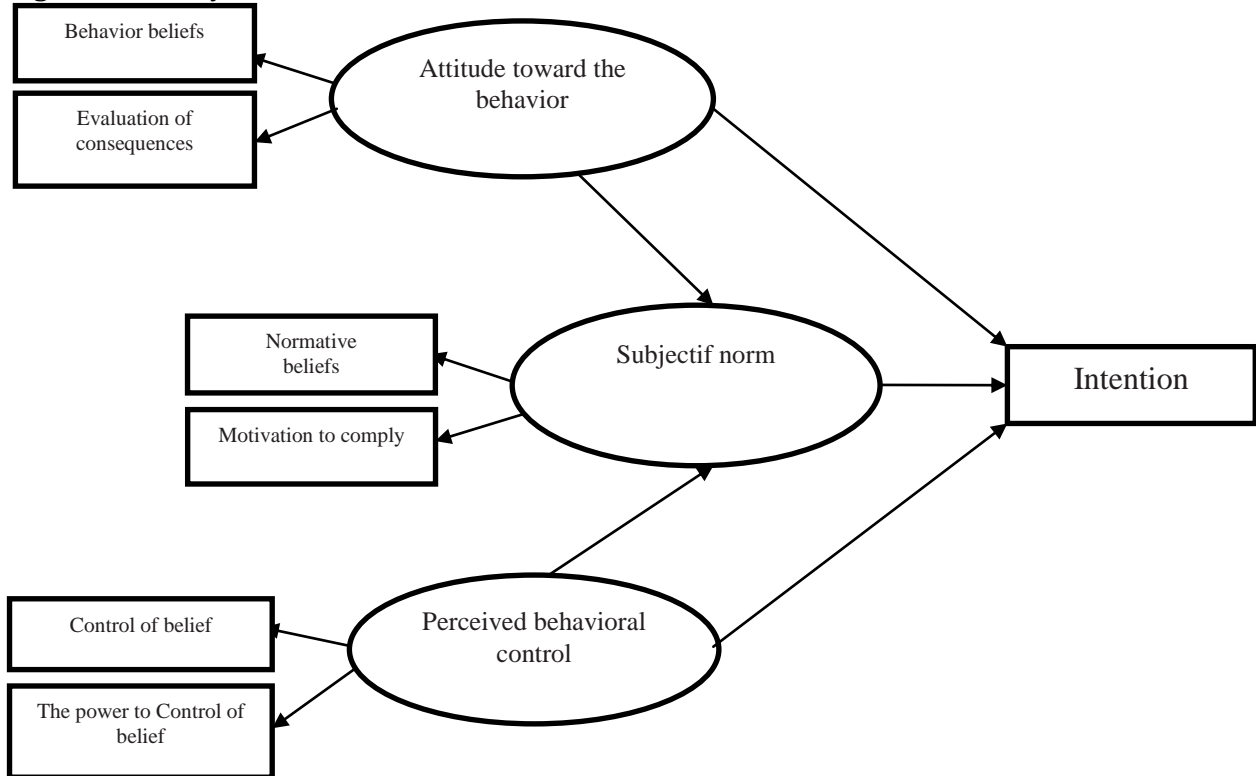 Behavior beliefs
Attitude toward the
behavior
Evaluation of
consequences
Normative
beliefs
Subjectif norm
Intention
Motivation to comply
Control of belief
Perceived behavioral
control
The power to Control of
belief